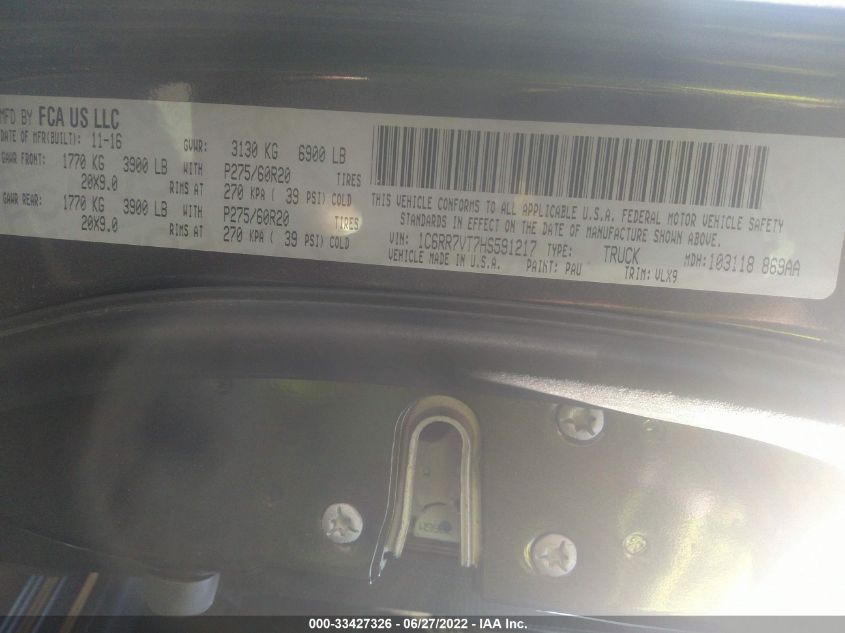 MFD BY FCA US LLC
DATE OF MFR(BUILT): 11-16 GVWR: 3130 KG 6900 LB
GAWR FRONT: 1770 KG 3900 LB WITH P275/60R20 TIRES
20X9.0 RIMS AT 270 KPA ( 39 PSI) COLD
GAWR REAR: 1770 KG 3900 LB WITH P275/60R20 TIRES
20X9.0 RIMS AT 270 KPA ( 39 PSI) COLD
THIS VEHICLE CONFORMS TO ALL APPLICABLE U.S.A. FEDERAL MOTOR VEHICLE SAFETY
STANDARDS IN EFFECT ON THE DATE OF MANUFACTURE SHOWN ABOVE.
VIN: 1C6RR7VT7HS591217 TYPE: TRUCK MDH: 103118 869AA
VEHICLE MADE IN U.S.A. PAINT: PAU TRIM: VLX9
000-33427326 - 06/27/2022 - IAA Inc.